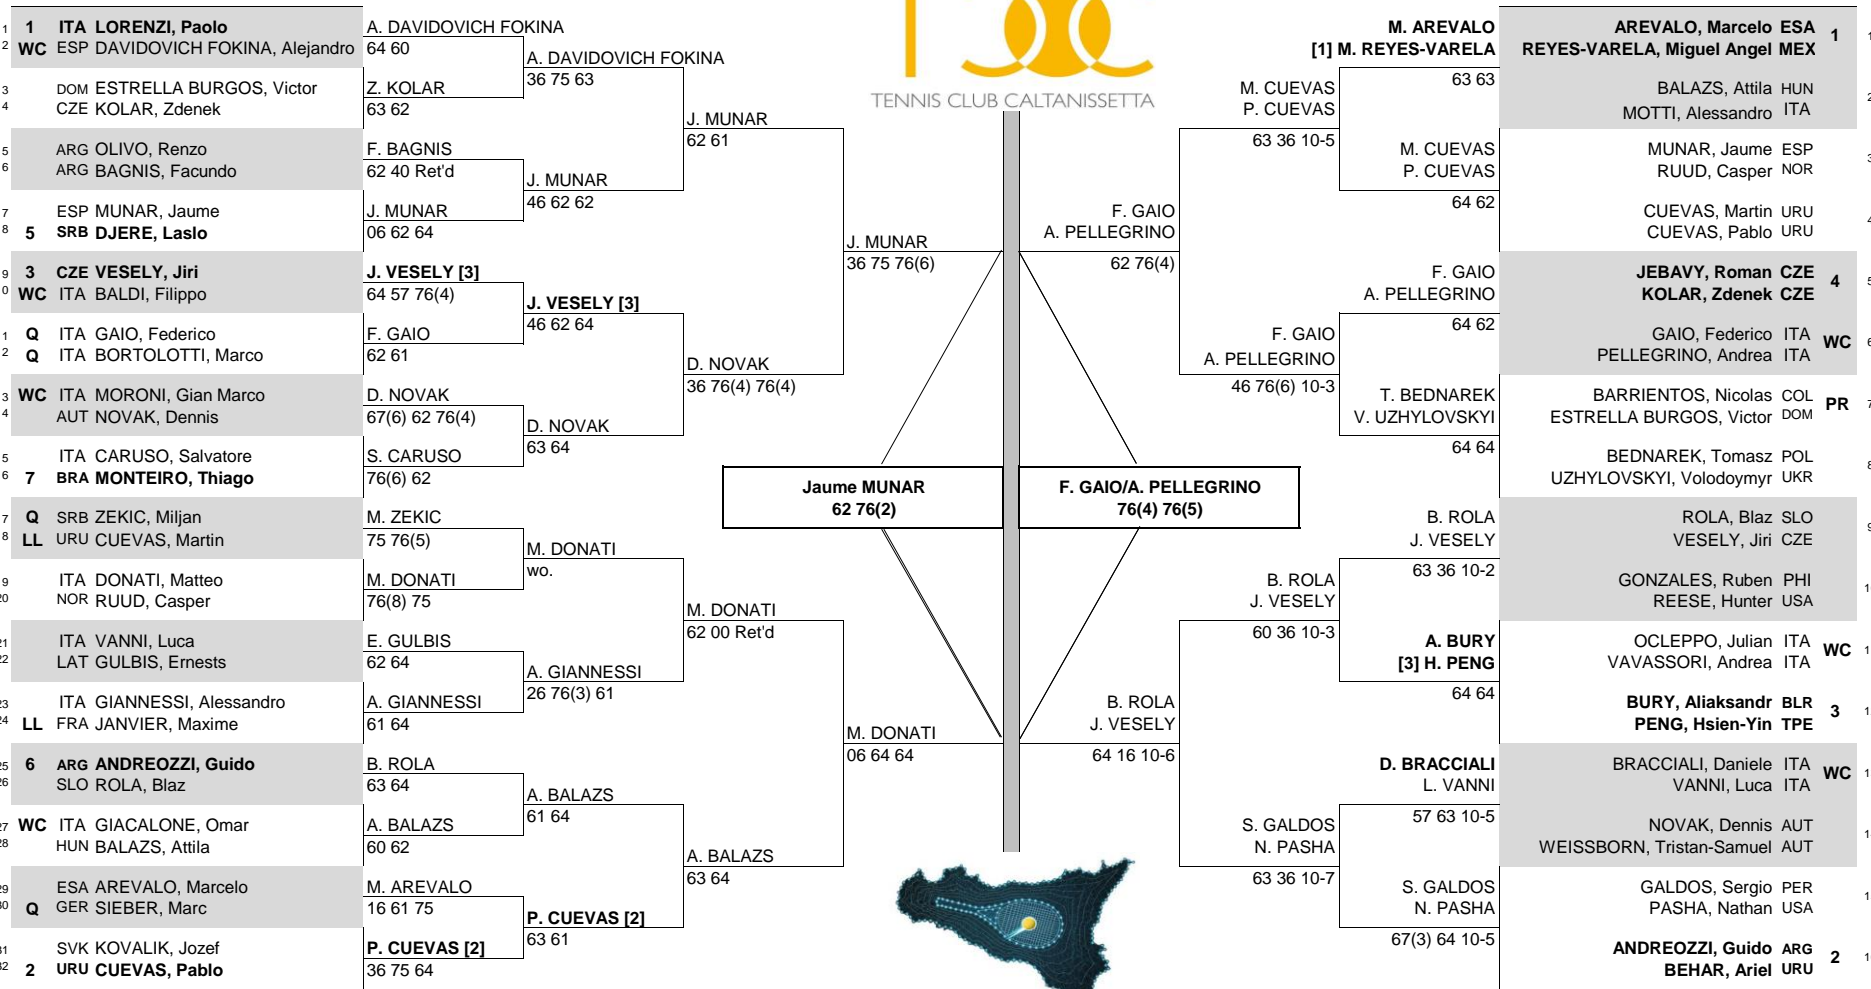 TENNIS CLUB CALTANISSETTA
1 ITA LORENZI, Paolo
WC ESP DAVIDOVICH FOKINA, Alejandro
DOM ESTRELLA BURGOS, Victor
CZE KOLAR, Zdenek
ARG OLIVO, Renzo
ARG BAGNIS, Facundo
ESP MUNAR, Jaume
5 SRB DJERE, Laslo
3 CZE VESELY, Jiri
WC ITA BALDI, Filippo
Q ITA GAIO, Federico
Q ITA BORTOLOTTI, Marco
WC ITA MORONI, Gian Marco
AUT NOVAK, Dennis
ITA CARUSO, Salvatore
7 BRA MONTEIRO, Thiago
Q SRB ZEKIC, Miljan
LL URU CUEVAS, Martin
ITA DONATI, Matteo
NOR RUUD, Casper
ITA VANNI, Luca
LAT GULBIS, Ernests
ITA GIANNESSI, Alessandro
LL FRA JANVIER, Maxime
6 ARG ANDREOZZI, Guido
SLO ROLA, Blaz
WC ITA GIACALONE, Omar
HUN BALAZS, Attila
ESA AREVALO, Marcelo
Q GER SIEBER, Marc
SVK KOVALIK, Jozef
2 URU CUEVAS, Pablo
A. DAVIDOVICH FOKINA
64 60
Z. KOLAR
63 62
F. BAGNIS
62 40 Ret'd
J. MUNAR
06 62 64
J. VESELY [3]
64 57 76(4)
F. GAIO
62 61
D. NOVAK
67(6) 62 76(4)
S. CARUSO
76(6) 62
M. ZEKIC
75 76(5)
M. DONATI
76(8) 75
E. GULBIS
62 64
A. GIANNESSI
61 64
B. ROLA
63 64
A. BALAZS
60 62
M. AREVALO
16 61 75
P. CUEVAS [2]
36 75 64
A. DAVIDOVICH FOKINA
36 75 63
J. MUNAR
46 62 62
J. VESELY [3]
46 62 64
D. NOVAK
63 64
M. DONATI
wo.
A. GIANNESSI
26 76(3) 61
A. BALAZS
61 64
P. CUEVAS [2]
63 61
J. MUNAR
62 61
D. NOVAK
36 76(4) 76(4)
M. DONATI
62 00 Ret'd
A. BALAZS
63 64
J. MUNAR
36 75 76(6)
M. DONATI
06 64 64
Jaume MUNAR
62 76(2)
F. GAIO/A. PELLEGRINO
76(4) 76(5)
F. GAIO
A. PELLEGRINO
62 76(4)
B. ROLA
J. VESELY
64 16 10-6
M. CUEVAS
P. CUEVAS
63 36 10-5
F. GAIO
A. PELLEGRINO
46 76(6) 10-3
B. ROLA
J. VESELY
60 36 10-3
S. GALDOS
N. PASHA
63 36 10-7
M. AREVALO
[1] M. REYES-VARELA
63 63
M. CUEVAS
P. CUEVAS
64 62
F. GAIO
A. PELLEGRINO
64 62
T. BEDNAREK
V. UZHYLOVSKYI
64 64
B. ROLA
J. VESELY
63 36 10-2
A. BURY
[3] H. PENG
64 64
D. BRACCIALI
L. VANNI
57 63 10-5
S. GALDOS
N. PASHA
67(3) 64 10-5
AREVALO, Marcelo ESA 1
REYES-VARELA, Miguel Angel MEX
BALAZS, Attila HUN
MOTTI, Alessandro ITA
MUNAR, Jaume ESP
RUUD, Casper NOR
CUEVAS, Martin URU
CUEVAS, Pablo URU
JEBAVY, Roman CZE 4
KOLAR, Zdenek CZE
GAIO, Federico ITA WC
PELLEGRINO, Andrea ITA
BARRIENTOS, Nicolas COL PR
ESTRELLA BURGOS, Victor DOM
BEDNAREK, Tomasz POL
UZHYLOVSKYI, Volodoymyr UKR
ROLA, Blaz SLO
VESELY, Jiri CZE
GONZALES, Ruben PHI
REESE, Hunter USA
OCLEPPO, Julian ITA WC
VAVASSORI, Andrea ITA
BURY, Aliaksandr BLR 3
PENG, Hsien-Yin TPE
BRACCIALI, Daniele ITA WC
VANNI, Luca ITA
NOVAK, Dennis AUT
WEISSBORN, Tristan-Samuel AUT
GALDOS, Sergio PER
PASHA, Nathan USA
ANDREOZZI, Guido ARG 2
BEHAR, Ariel URU